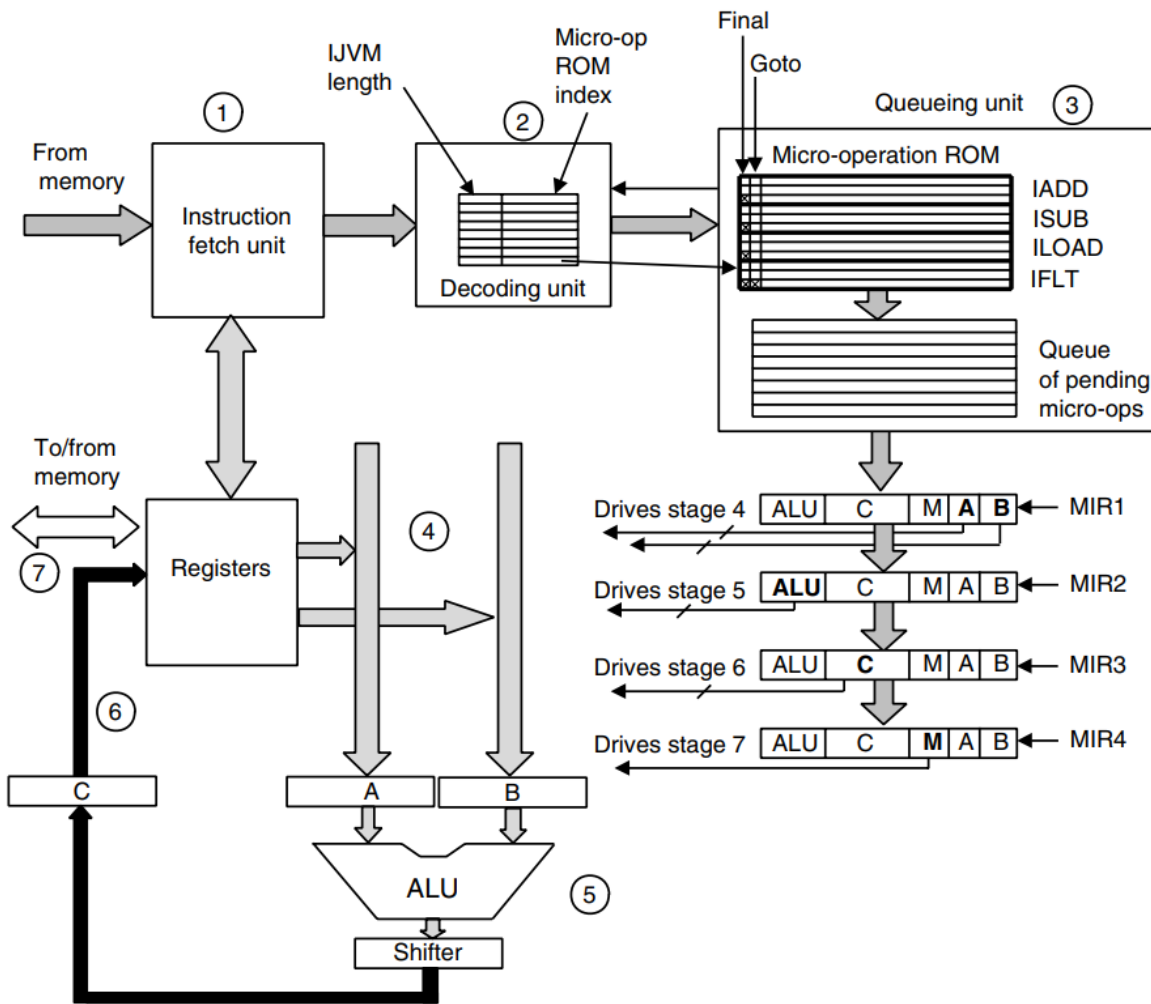 Final
IJVM
length
Micro-op
ROM
index
Goto
1
2
Queueing unit
3
From
memory
Instruction
fetch unit
Decoding unit
Micro-operation ROM
IADD
ISUB
ILOAD
IFLT
Queue
of pending
micro-ops
To/from
memory
7
Registers
4
6
C
A
B
ALU
5
Shifter
Drives stage 4
ALU C M A B
MIR1
Drives stage 5
ALU C M A B
MIR2
Drives stage 6
ALU C M A B
MIR3
Drives stage 7
ALU C M A B
MIR4